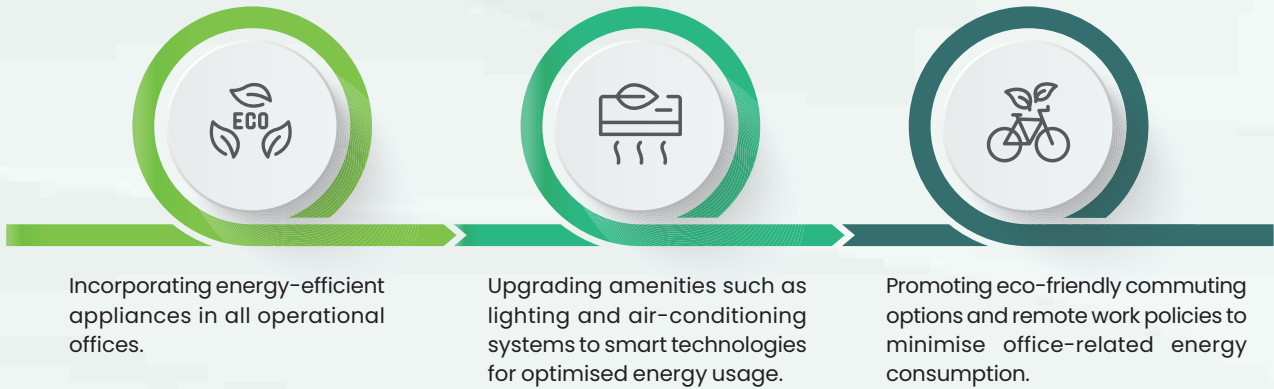 ECO
Incorporating energy-efficient
appliances in all operational
offices.
Upgrading amenities such as
lighting and air-conditioning
systems to smart technologies
for optimised energy usage.
Promoting eco-friendly commuting
options and remote work policies to
minimise office-related energy
consumption.